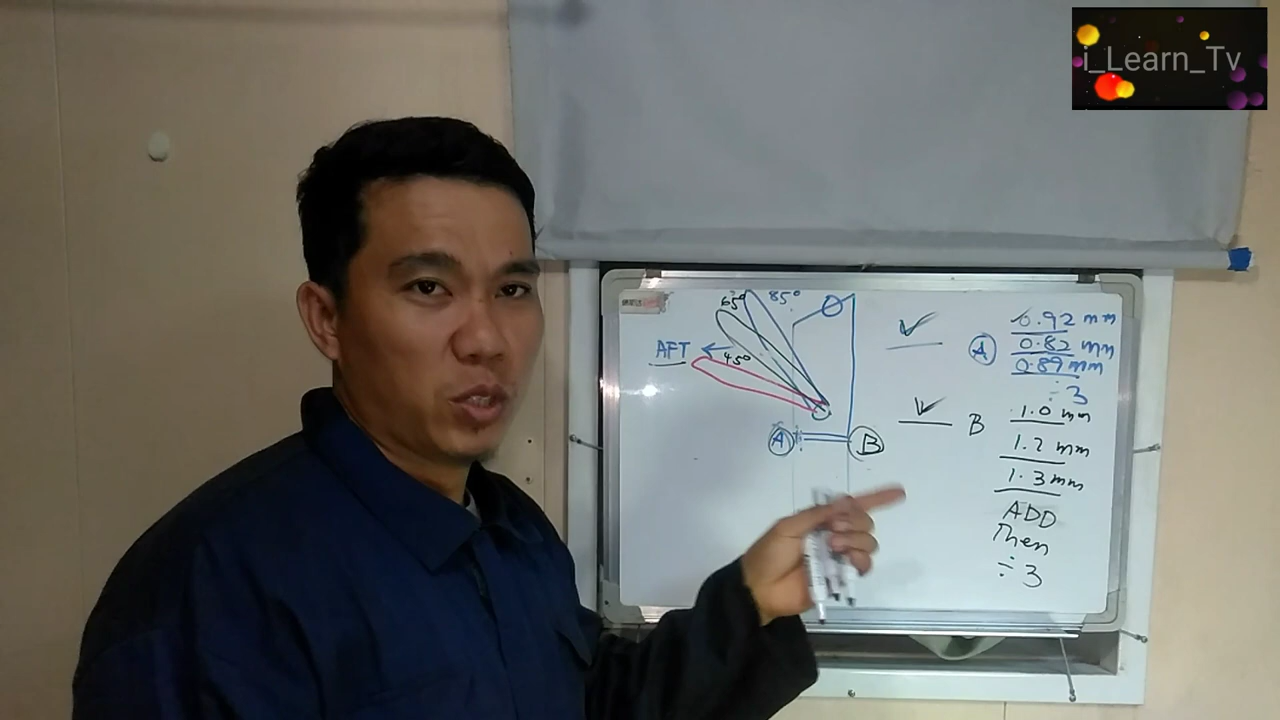 i_Learn_Tv
65°
85°
AFT
45°
A
B
A
0.92 mm
0.82 mm
0.89 mm
÷ 3
B
1.0 mm
1.2 mm
1.3 mm
ADD
Then
÷ 3